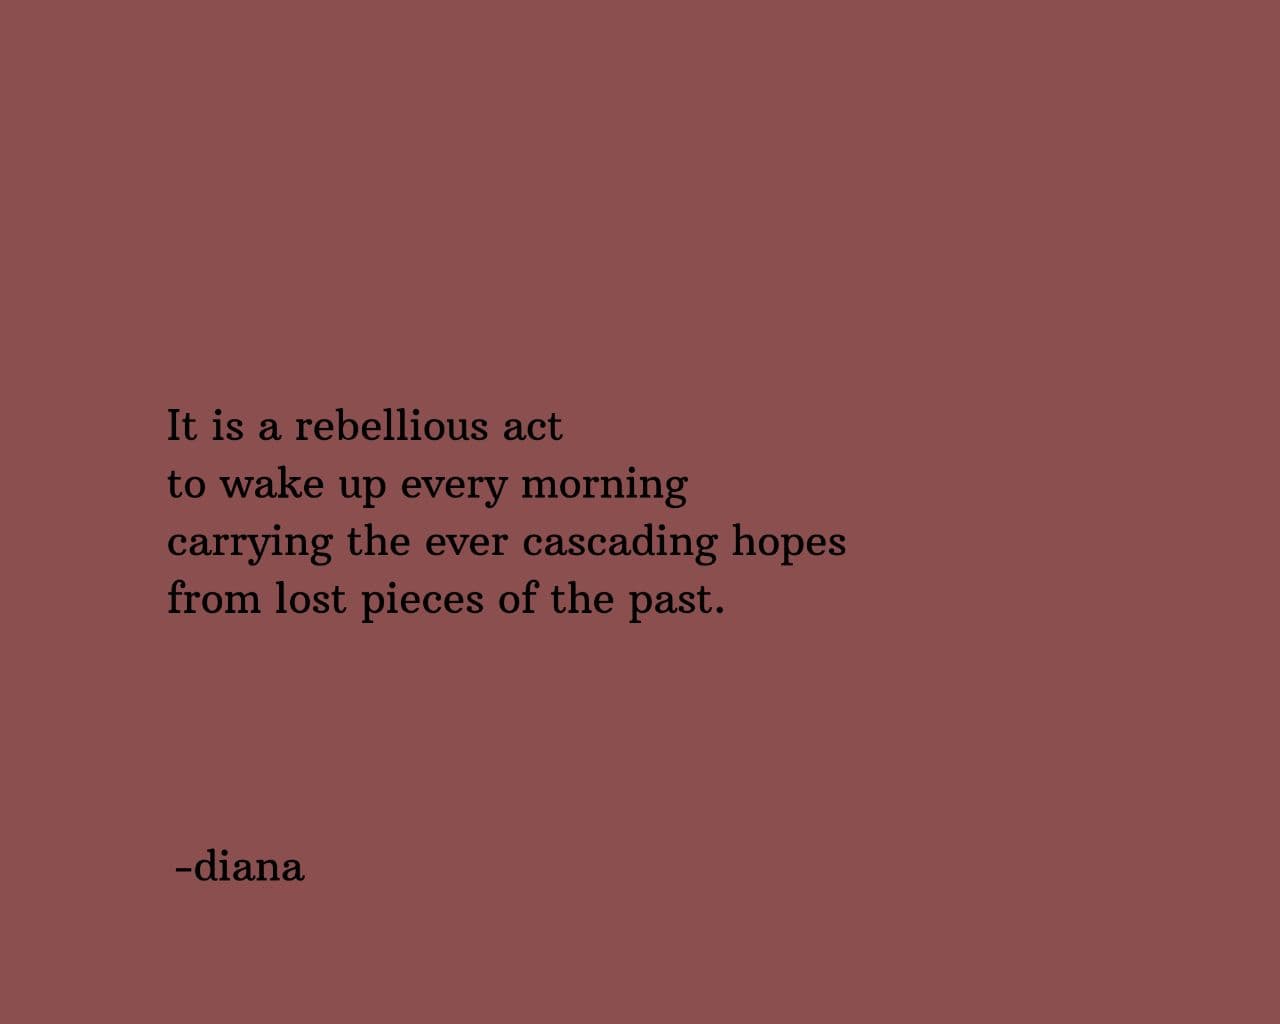 It is a rebellious act
to wake up every morning
carrying the ever cascading hopes
from lost pieces of the past.
-diana